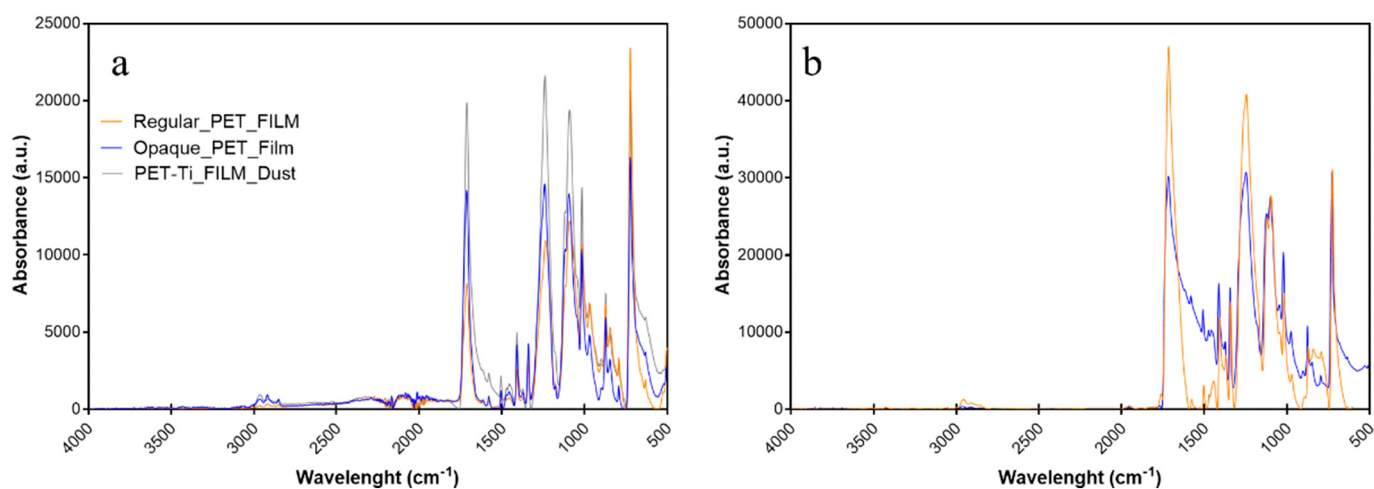 a
25000
20000
15000
10000
5000
0
Absorbance (a.u.)
Regular_PET_FILM
Opaque_PET_Film
PET-Ti_FILM_Dust
4000 3500 3000 2500 2000 1500 1000 500
Wavelenght (cm-1)
b
50000
40000
30000
20000
10000
0
Absorbance (a.u.)
4000 3500 3000 2500 2000 1500 1000 500
Wavelenght (cm-1)